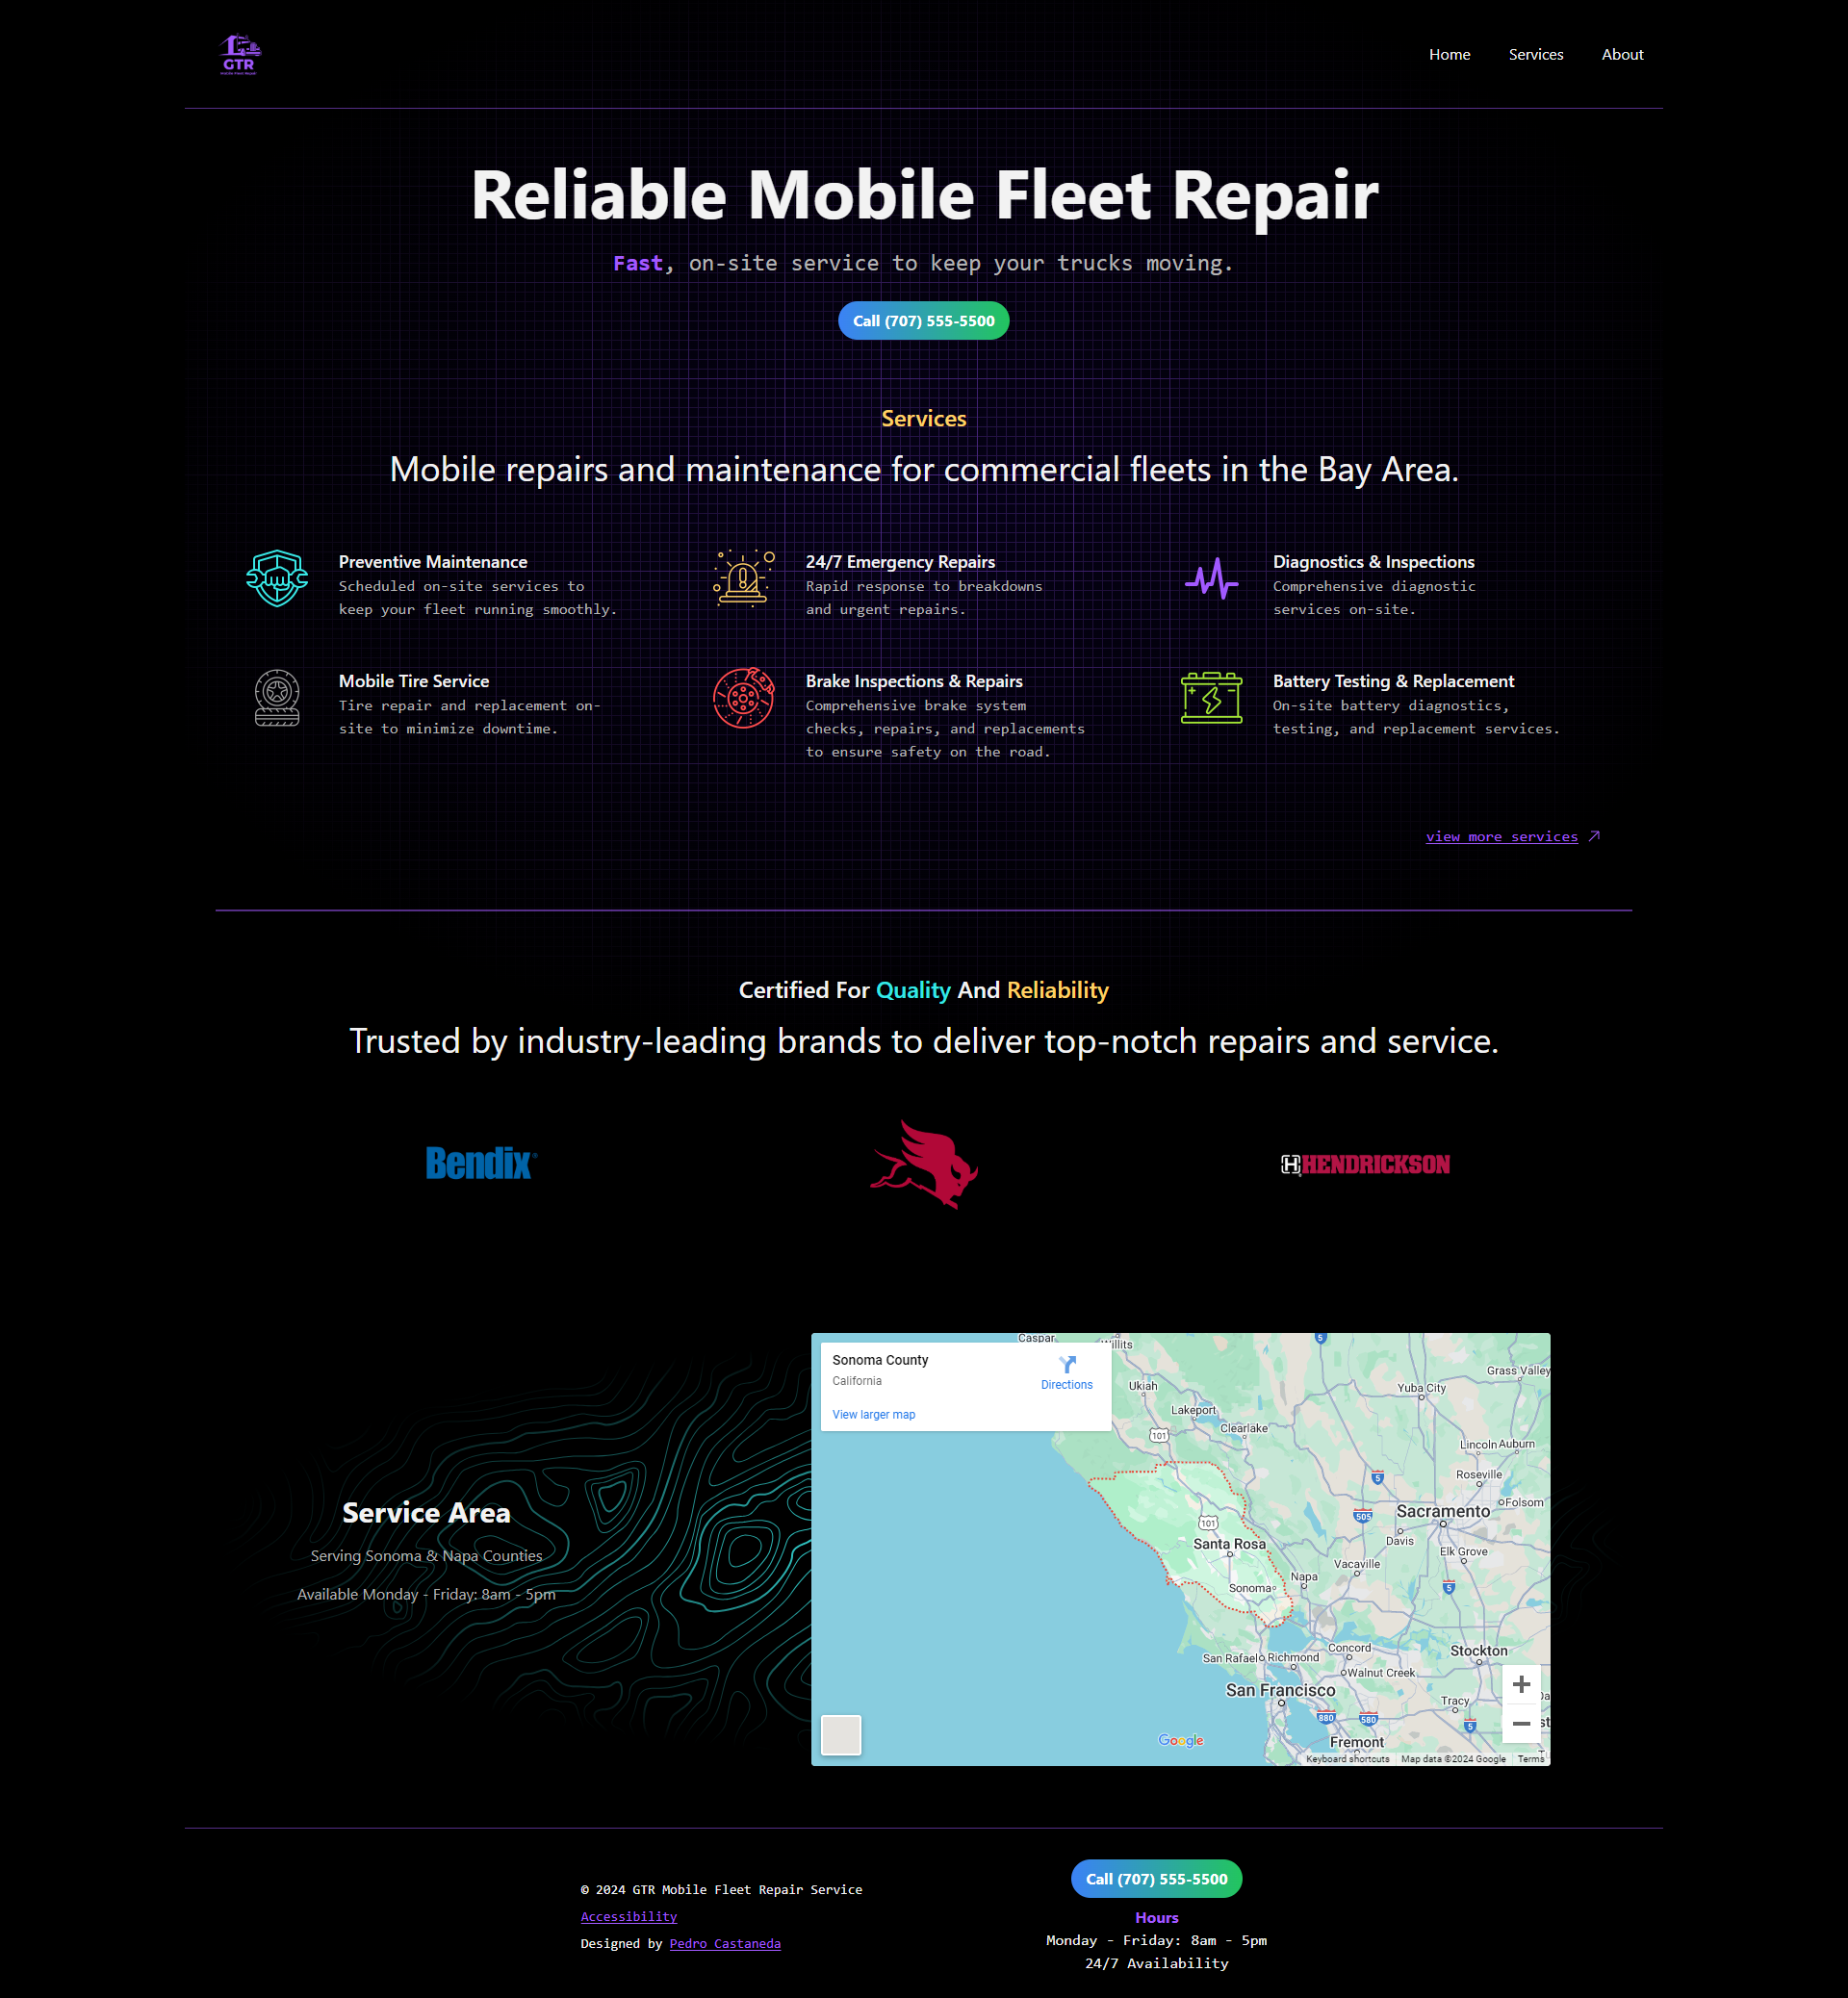 GTR
Home Services About
Reliable Mobile Fleet Repair
Fast, on-site service to keep your trucks moving.
Call (707) 555-5500
Services
Mobile repairs and maintenance for commercial fleets in the Bay Area.
Preventive Maintenance
Scheduled on-site services to
keep your fleet running smoothly.
24/7 Emergency Repairs
Rapid response to breakdowns
and urgent repairs.
Diagnostics & Inspections
Comprehensive diagnostic
services on-site.
Mobile Tire Service
Tire repair and replacement on-
site to minimize downtime.
Brake Inspections & Repairs
Comprehensive brake system
checks, repairs, and replacements
to ensure safety on the road.
Battery Testing & Replacement
On-site battery diagnostics,
testing, and replacement services.
view more services
Certified For Quality And Reliability
Trusted by industry-leading brands to deliver top-notch repairs and service.
Bendix®
H HENDRICKSON
Service Area
Serving Sonoma & Napa Counties
Available Monday - Friday: 8am - 5pm
Sonoma County
California
Directions
View larger map
Caspar
Willits
5
Grass Valley
Ukiah
Yuba City
Lakeport
101
Clearlake
Lincoln
Auburn
5
Roseville
Folsom
505
Sacramento
101
Davis
Santa Rosa
Elk Grove
Vacaville
Napa
5
Sonoma
Concord
Stockton
San Rafael
Richmond
Walnut Creek
San Francisco
Tracy
880
580
5
Fremont
Google
Keyboard shortcuts
Map data ©2024 Google
Terms
© 2024 GTR Mobile Fleet Repair Service
Accessibility
Designed by Pedro Castaneda
Call (707) 555-5500
Hours
Monday - Friday: 8am - 5pm
24/7 Availability